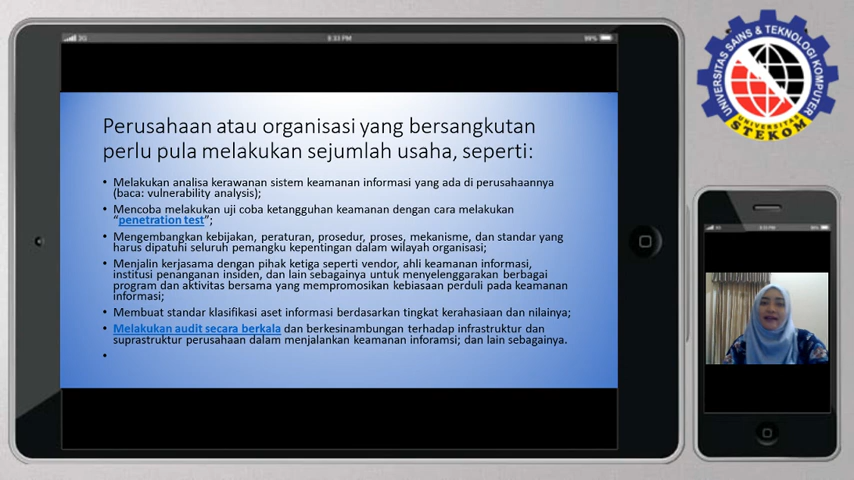 3G
9:33 PM
99%
UNIVERSITAS SAINS & TEKNOLOGI KOMPUTER
UNIVERSITAS
STEKOM
Perusahaan atau organisasi yang bersangkutan
perlu pula melakukan sejumlah usaha, seperti:
• Melakukan analisa kerawanan sistem keamanan informasi yang ada di perusahaannya
(baca: vulnerability analysis);
• Mencoba melakukan uji coba ketangguhan keamanan dengan cara melakukan
“penetration test”;
• Mengembangkan kebijakan, peraturan, prosedur, proses, mekanisme, dan standar yang
harus dipatuhi seluruh pemangku kepentingan dalam wilayah organisasi;
• Menjalin kerjasama dengan pihak ketiga seperti vendor, ahli keamanan informasi,
institusi penanganan insiden, dan lain sebagainya untuk menyelenggarakan berbagai
program dan aktivitas bersama yang mempromosikan kebiasaan perduli pada keamanan
informasi;
• Membuat standar klasifikasi aset informasi berdasarkan tingkat kerahasiaan dan nilainya;
• Melakukan audit secara berkala dan berkesinambungan terhadap infrastruktur dan
suprastruktur perusahaan dalam menjalankan keamanan inforamsi; dan lain sebagainya.
•